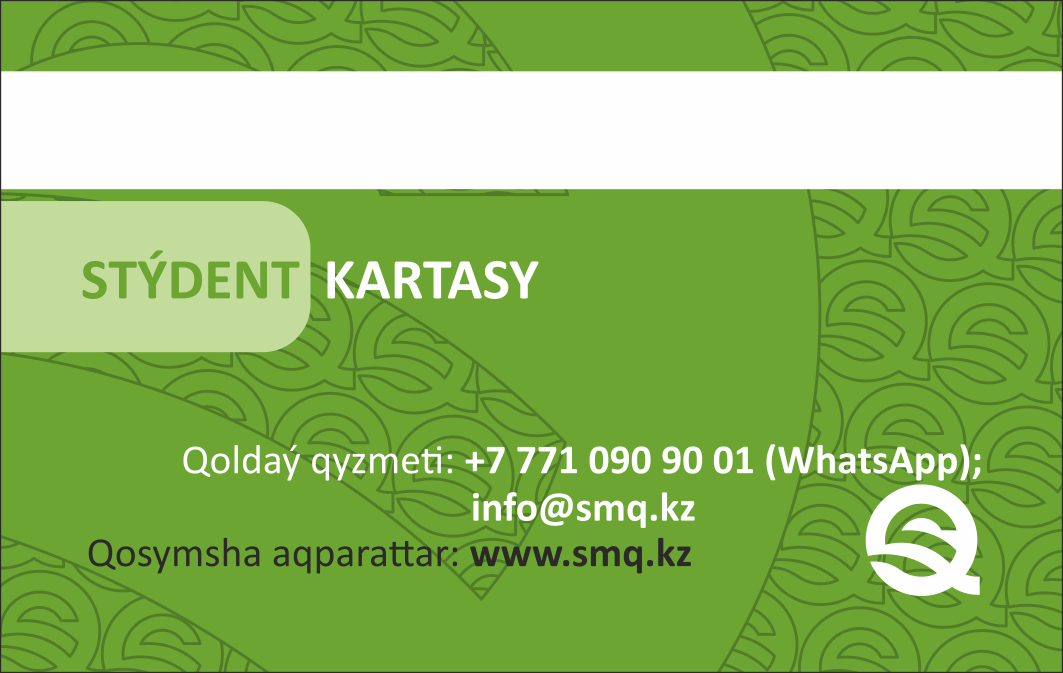 STÝDENT KARTASY
Qoldaý qyzmeti: +7 771 090 90 01 (WhatsApp);
info@smq.kz
Qosymsha aqparattar: www.smq.kz